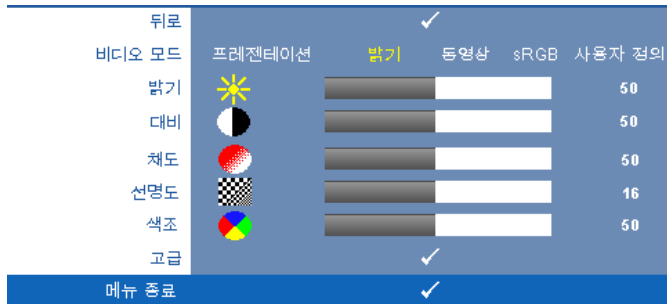 뒤로
비디오 모드 프레젠테이션 밝기 동영상 sRGB 사용자 정의
밝기 50
대비 50
채도 50
선명도 16
색조 50
고급
메뉴 종료